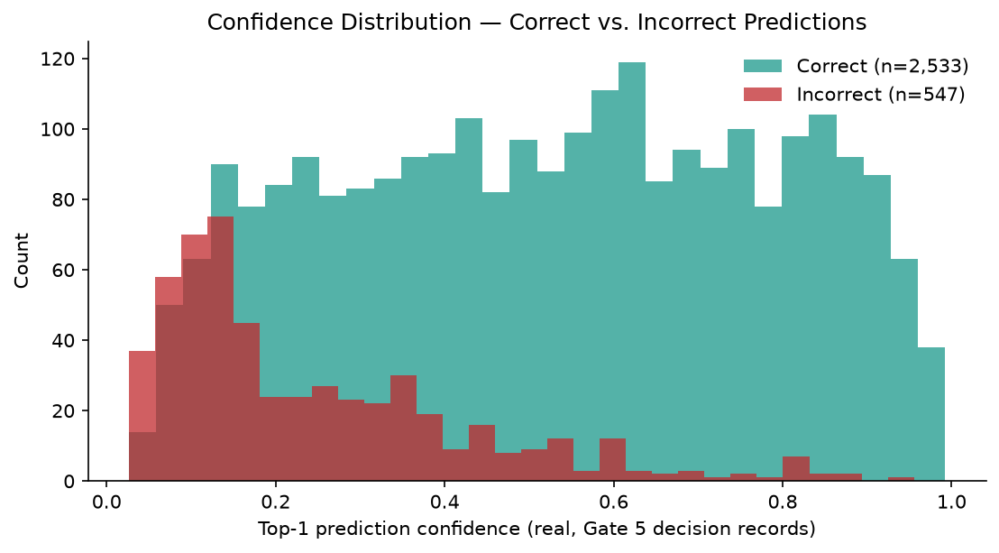 Confidence Distribution — Correct vs. Incorrect Predictions
Correct (n=2,533)
Incorrect (n=547)
120
100
80
60
40
20
0
Count
0.0 0.2 0.4 0.6 0.8 1.0
Top-1 prediction confidence (real, Gate 5 decision records)